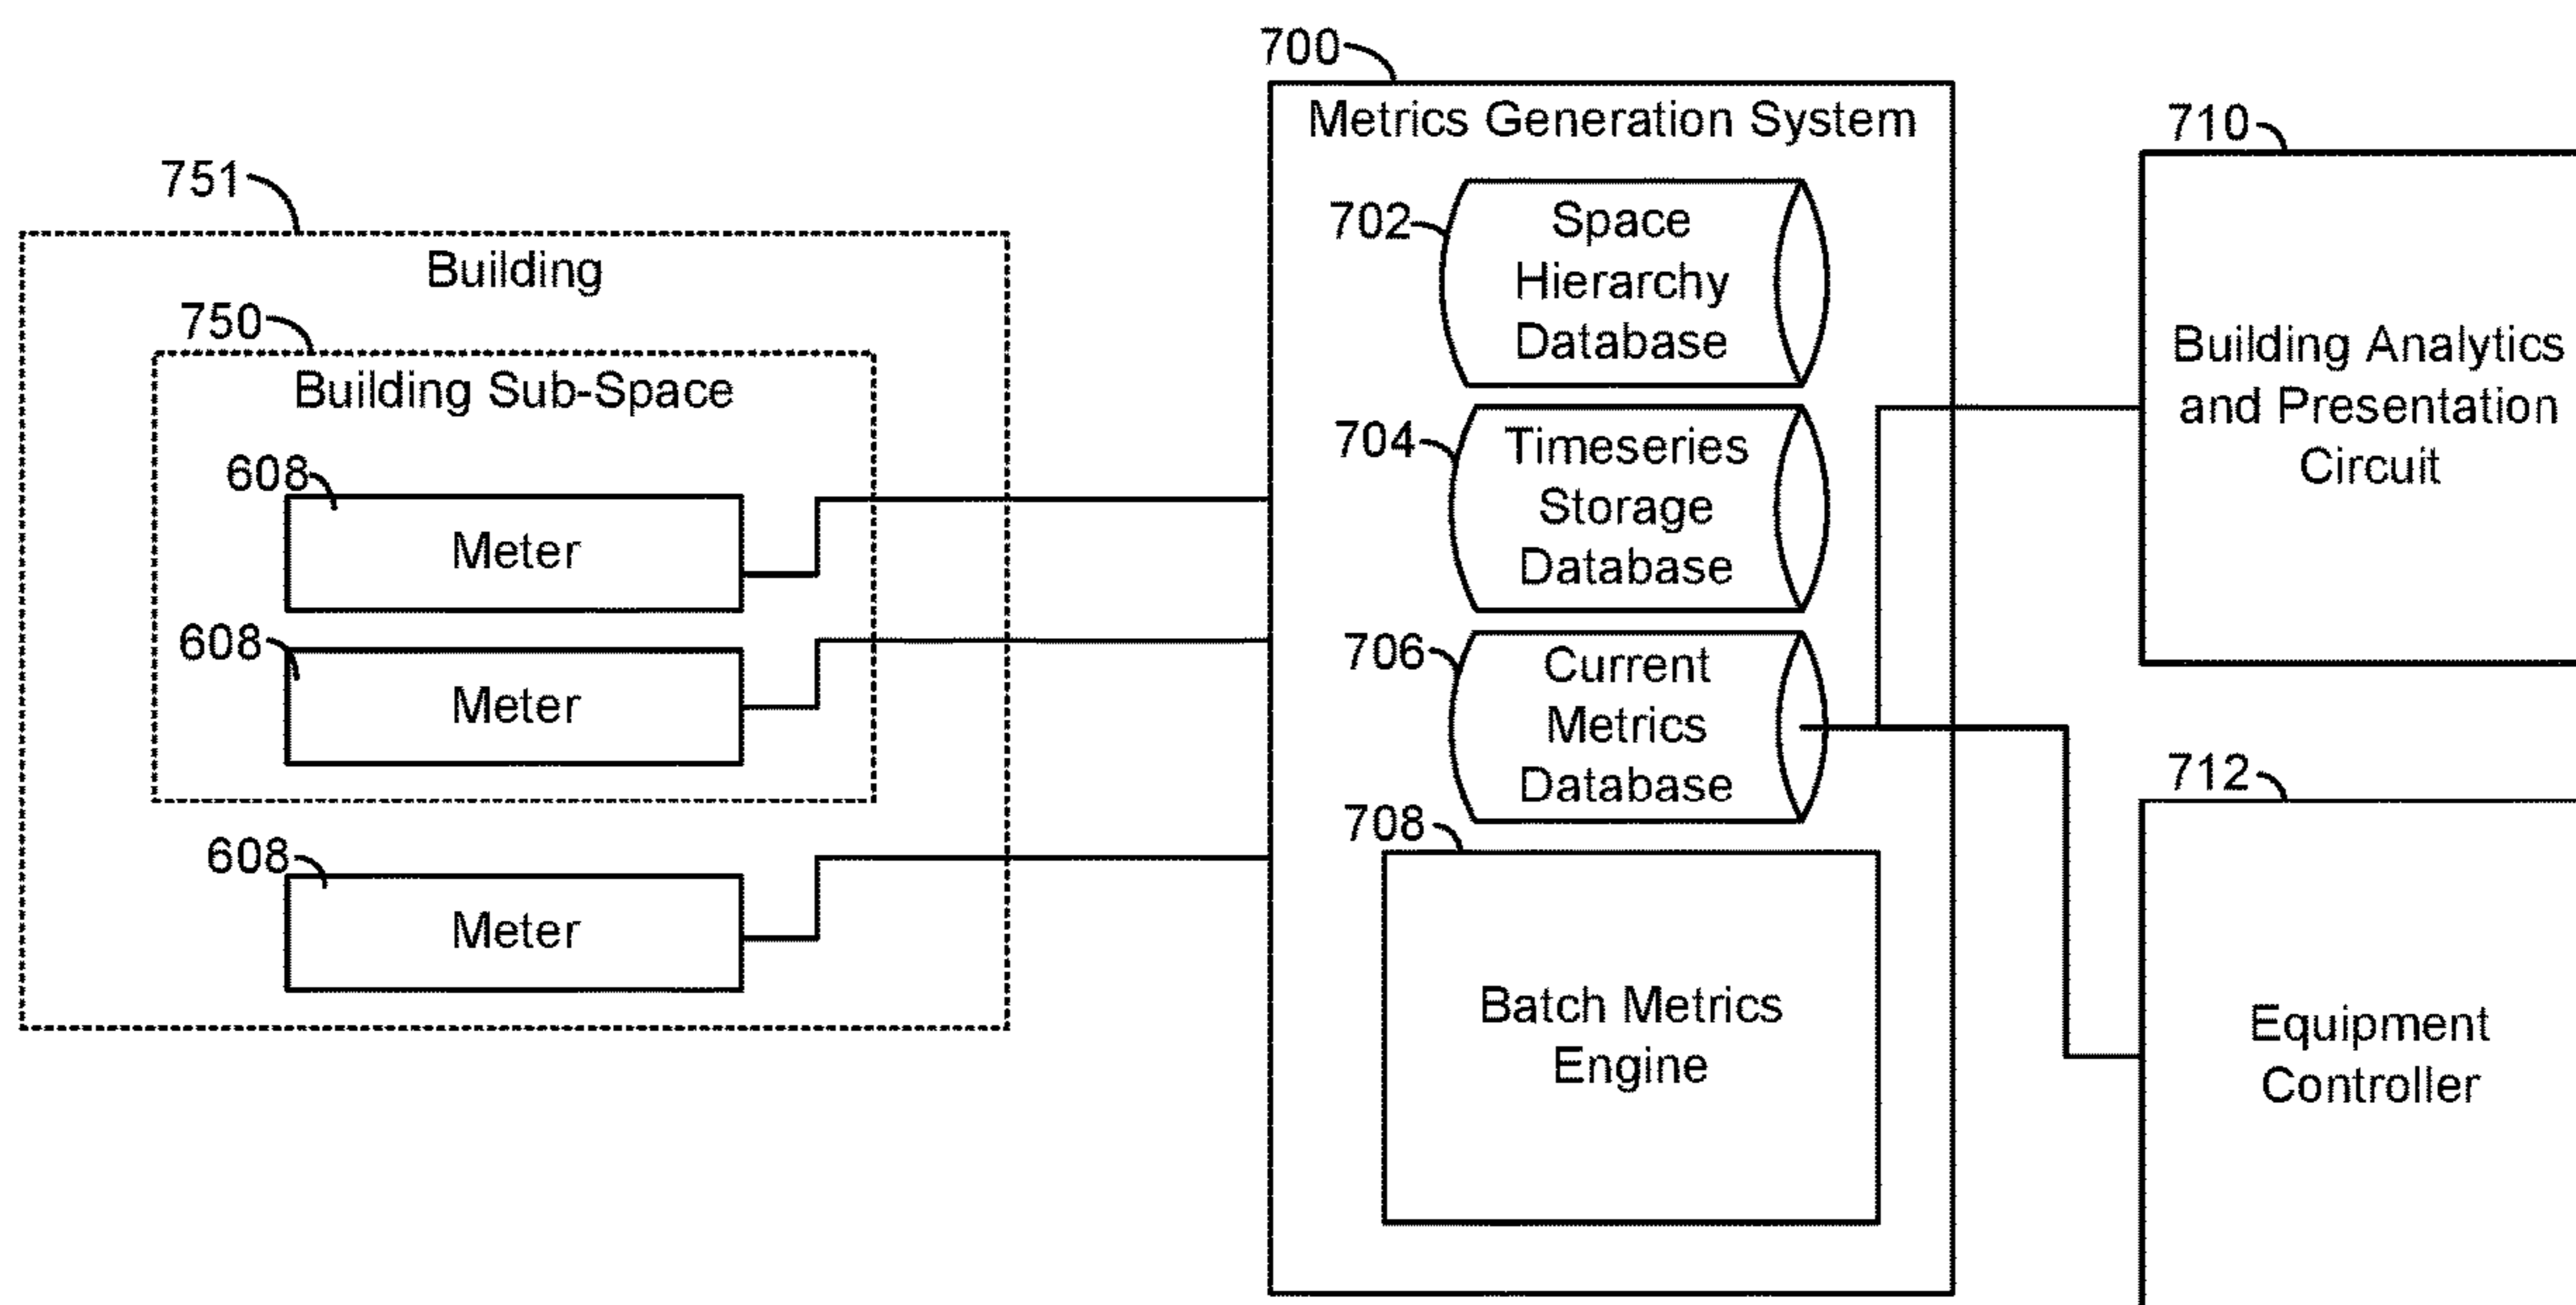 700
Metrics Generation System
710
751
702
Space
Hierarchy
Database
Building
750
Building Sub-Space
704
Timeseries
Storage
Database
Building Analytics
and Presentation
Circuit
608
Meter
608
Meter
706
Current
Metrics
Database
712
708
608
Meter
Batch Metrics
Engine
Equipment
Controller